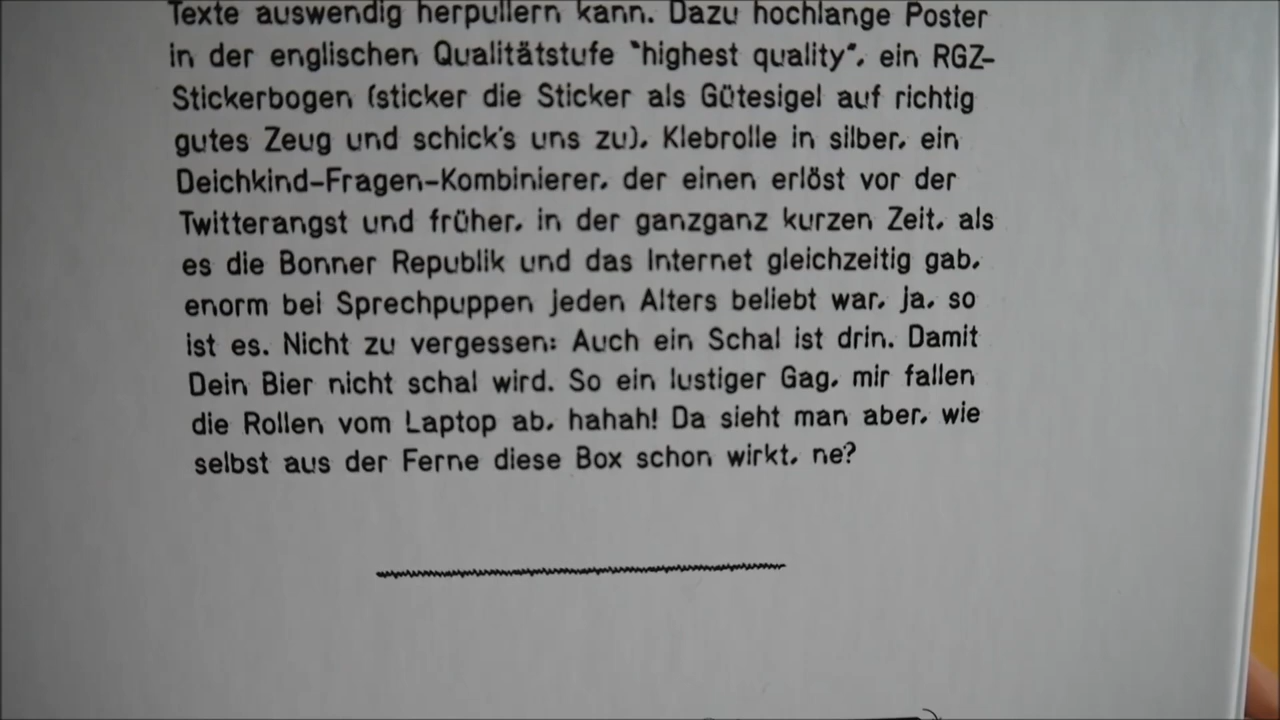 Texte auswendig herpullern kann. Dazu hochlange Poster
in der englischen Qualitätstufe "highest quality", ein RGZ-
Stickerbogen (sticker die Sticker als Gütesigel auf richtig
gutes Zeug und schick's uns zu), Klebrolle in silber, ein
Deichkind-Fragen-Kombinierer, der einen erlöst vor der
Twitterangst und früher, in der ganzganz kurzen Zeit, als
es die Bonner Republik und das Internet gleichzeitig gab,
enorm bei Sprechpuppen jeden Alters beliebt war, ja, so
ist es. Nicht zu vergessen: Auch ein Schal ist drin. Damit
Dein Bier nicht schal wird. So ein lustiger Gag, mir fallen
die Rollen vom Laptop ab, hahah! Da sieht man aber, wie
selbst aus der Ferne diese Box schon wirkt, ne?